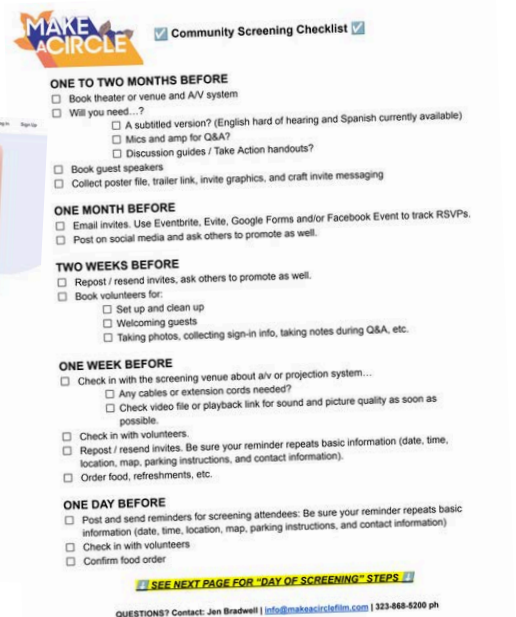 MAKE
A CIRCLE
☑ Community Screening Checklist ☑
Sign Up
ONE TO TWO MONTHS BEFORE
☐ Book theater or venue and A/V system
☐ Will you need…?
☐ A subtitled version? (English hard of hearing and Spanish currently available)
☐ Mics and amp for Q&A?
☐ Discussion guides / Take Action handouts?
☐ Book guest speakers
☐ Collect poster file, trailer link, invite graphics, and craft invite messaging
ONE MONTH BEFORE
☐ Email invites. Use Eventbrite, Evite, Google Forms and/or Facebook Event to track RSVPs.
☐ Post on social media and ask others to promote as well.
TWO WEEKS BEFORE
☐ Repost / resend invites, ask others to promote as well.
☐ Book volunteers for:
☐ Set up and clean up
☐ Welcoming guests
☐ Taking photos, collecting sign-in info, taking notes during Q&A, etc.
ONE WEEK BEFORE
☐ Check in with the screening venue about a/v or projection system…
☐ Any cables or extension cords needed?
☐ Check video file or playback link for sound and picture quality as soon as
possible.
☐ Check in with volunteers.
☐ Repost / resend invites. Be sure your reminder repeats basic information (date, time,
location, map, parking instructions, and contact information).
☐ Order food, refreshments, etc.
ONE DAY BEFORE
☐ Post and send reminders for screening attendees: Be sure your reminder repeats basic
information (date, time, location, map, parking instructions, and contact information)
☐ Check in with volunteers
☐ Confirm food order
⬇ SEE NEXT PAGE FOR "DAY OF SCREENING" STEPS ⬇
QUESTIONS? Contact: Jen Bradwell | info@makeacirclefilm.com | 323-868-5200 ph